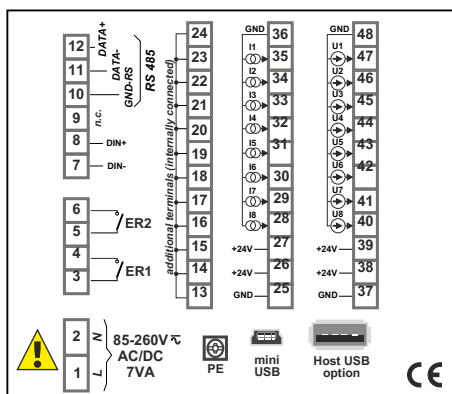 12 DATA+
11 DATA-
10 GND-RS
RS 485
9 n.c.
8 DIN+
7 DIN-
6
5
ER2
4
3
ER1
2 N
1 L
85-260V
AC/DC
7VA
24
23
22
21
20
19
18
17
16
15
14
13
additional terminals (internally connected)
GND 36
I1 35
I2 34
I3 33
I4 32
I5 31
I6 30
I7 29
I8 28
+24V 27
+24V 26
GND 25
GND 48
U1 47
U2 46
U3 45
U4 44
U5 43
U6 42
U7 41
U8 40
+24V 39
+24V 38
GND 37
PE
mini
USB
Host USB
option
CE